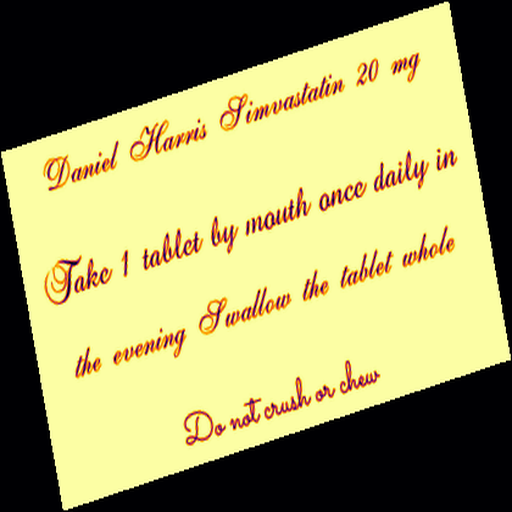 Daniel Harris Simvastatin 20 mg
Take 1 tablet by mouth once daily in
the evening Swallow the tablet whole
Do not crush or chew